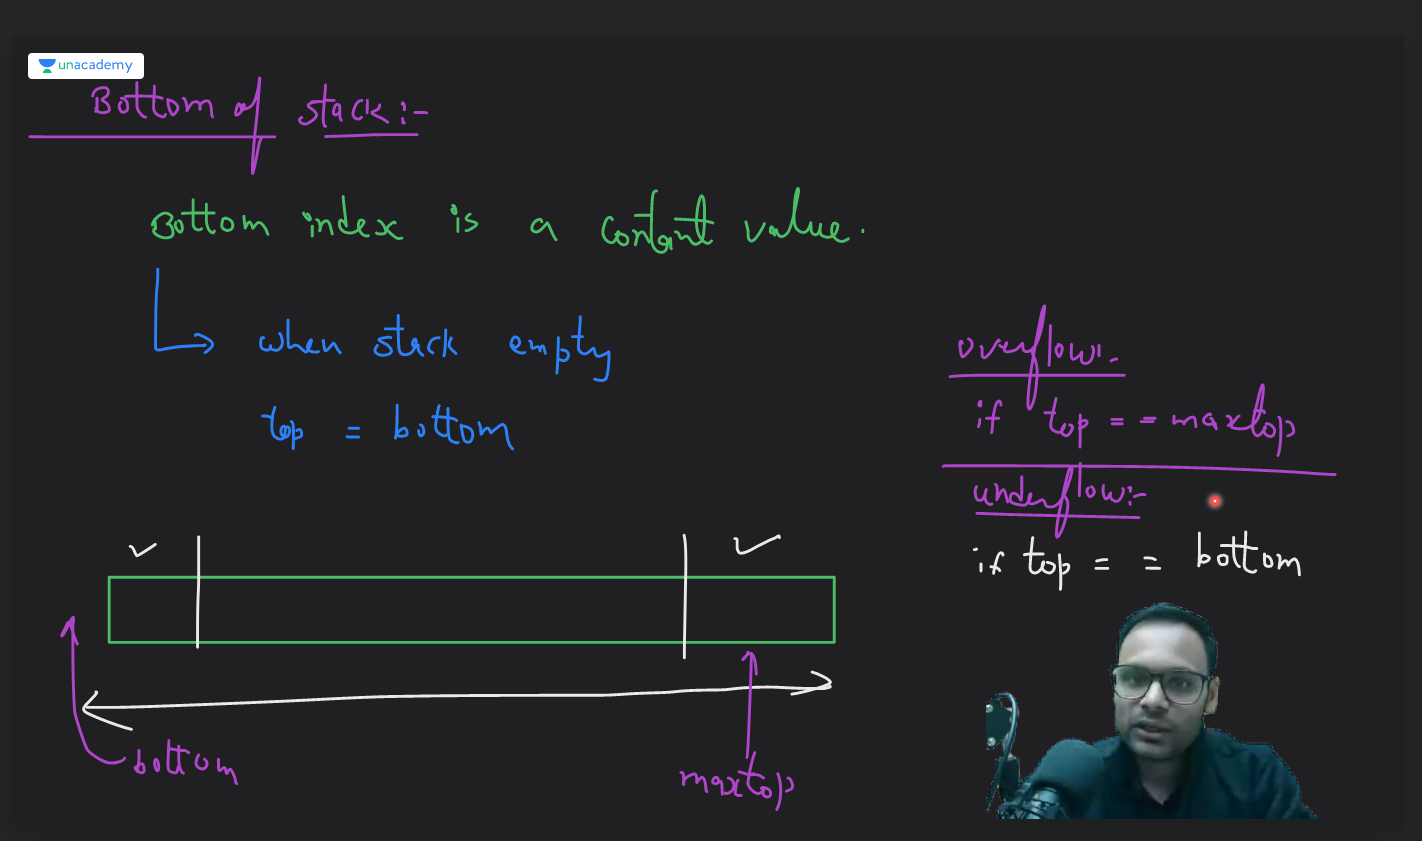 unacademy
Bottom of stack:-
Bottom index is a contant value.
when stack empty
top = bottom
overflow:-
if top == maxtop
underflow:-
if top == bottom
bottom
maxtop